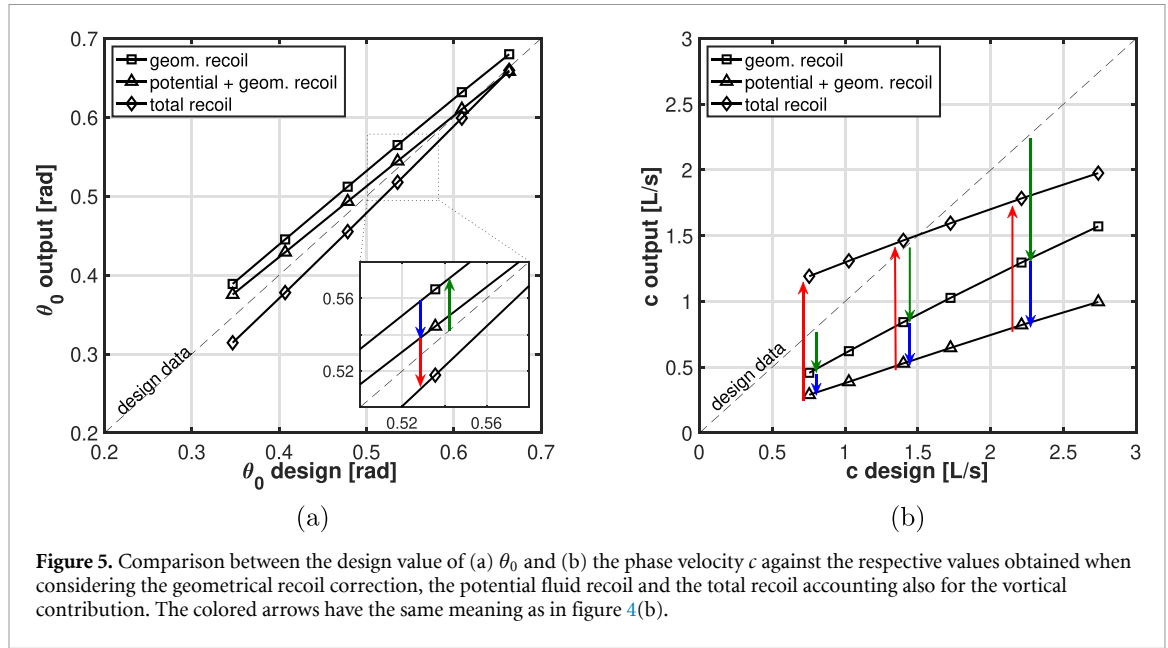 0.7
0.6
0.5
0.4
0.3
0.2
θ0 output [rad]
geom. recoil
potential + geom. recoil
total recoil
design data
0.56
0.52
0.52 0.56
0.2 0.3 0.4 0.5 0.6 0.7
θ0 design [rad]
(a)
3
2.5
2
1.5
1
0.5
0
c output [L/s]
geom. recoil
potential + geom. recoil
total recoil
design data
0 0.5 1 1.5 2 2.5 3
c design [L/s]
(b)
Figure 5. Comparison between the design value of (a) θ0 and (b) the phase velocity c against the respective values obtained when
considering the geometrical recoil correction, the potential fluid recoil and the total recoil accounting also for the vortical
contribution. The colored arrows have the same meaning as in figure 4(b).